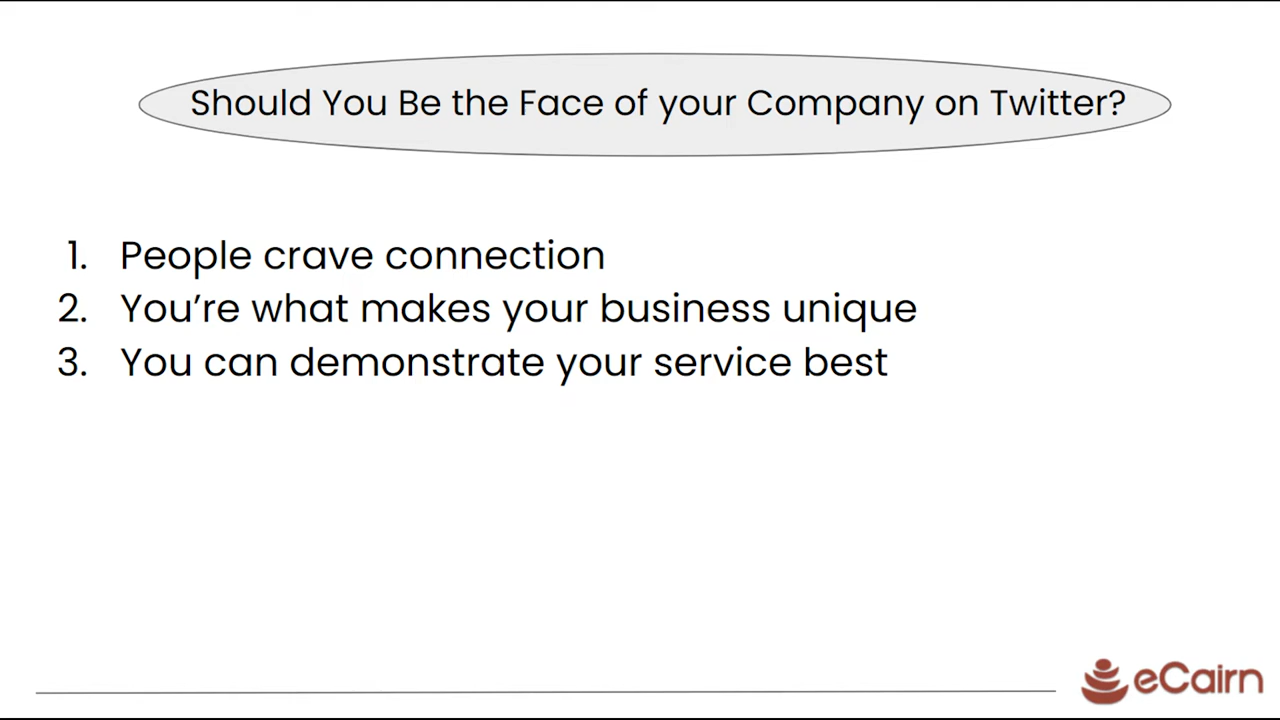 Should You Be the Face of your Company on Twitter?
1. People crave connection
2. You’re what makes your business unique
3. You can demonstrate your service best
eCairn